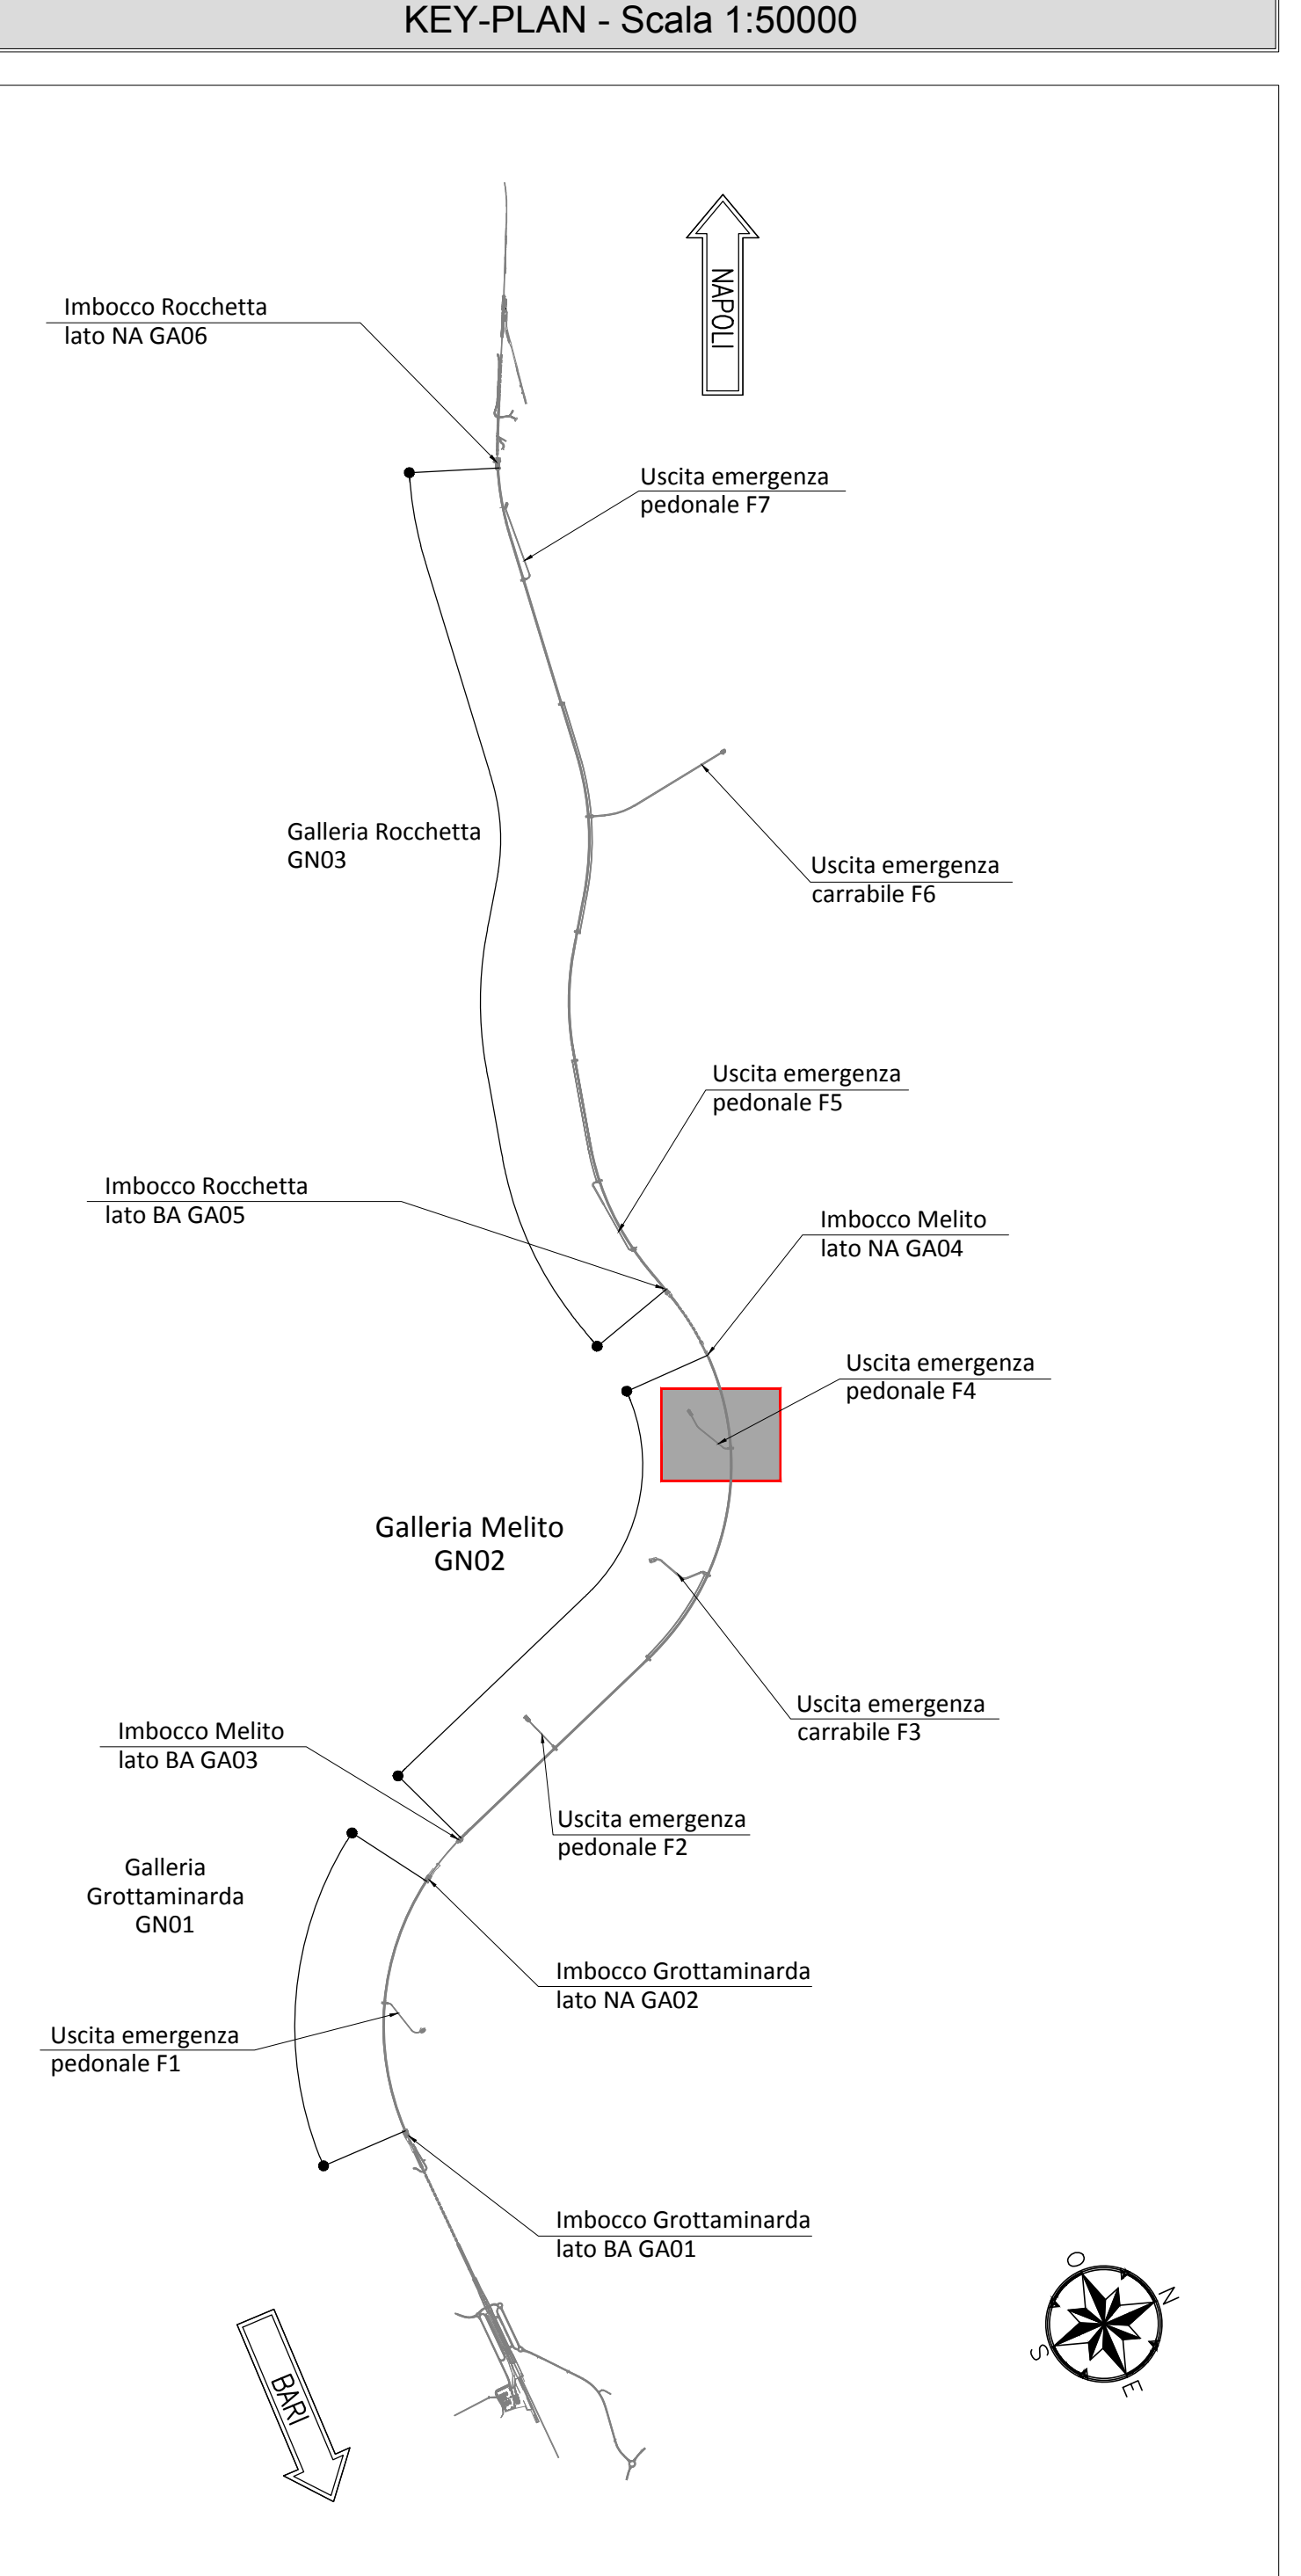 KEY-PLAN - Scala 1:50000
NAPOLI
Imbocco Rocchetta
lato NA GA06
Uscita emergenza
pedonale F7
Galleria Rocchetta
GN03
Uscita emergenza
carrabile F6
Uscita emergenza
pedonale F5
Imbocco Rocchetta
lato BA GA05
Imbocco Melito
lato NA GA04
Uscita emergenza
pedonale F4
Galleria Melito
GN02
Uscita emergenza
carrabile F3
Imbocco Melito
lato BA GA03
Uscita emergenza
pedonale F2
Galleria
Grottaminarda
GN01
Imbocco Grottaminarda
lato NA GA02
Uscita emergenza
pedonale F1
Imbocco Grottaminarda
lato BA GA01
BARI
O
N
S
E